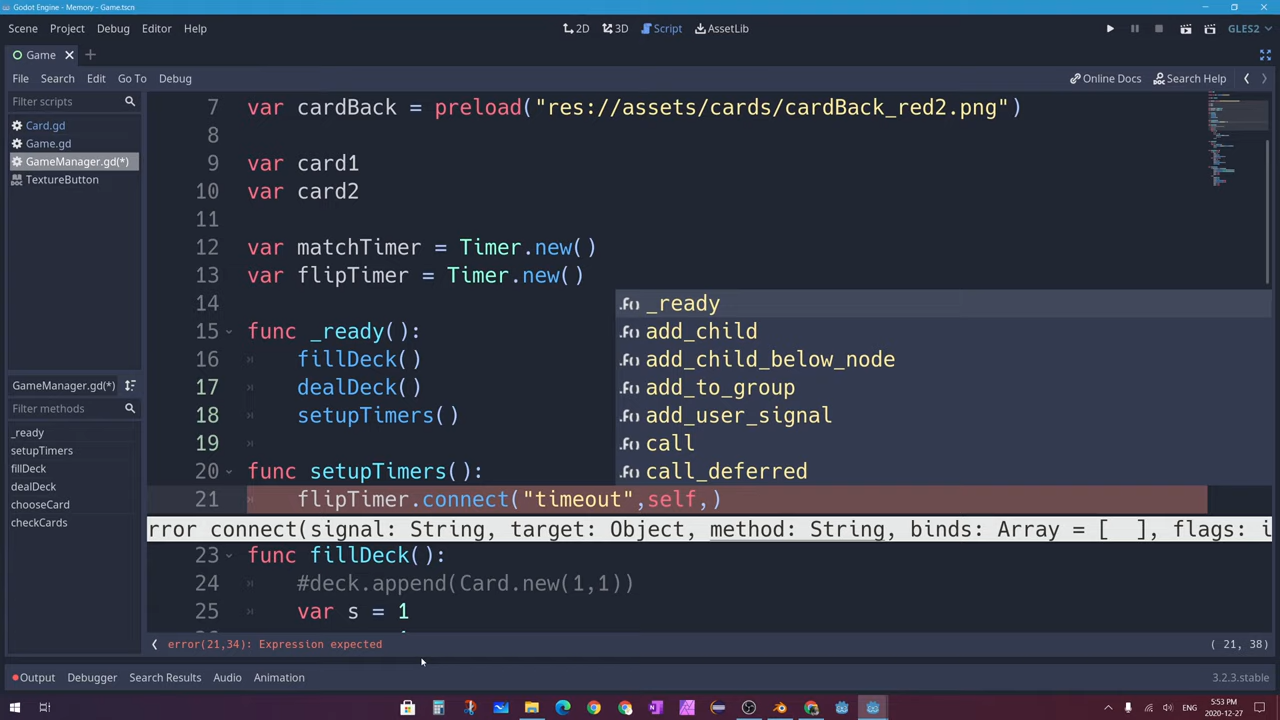 Godot Engine - Memory - Game.tscn
Scene Project Debug Editor Help
2D 3D Script AssetLib
GLES2
Game
File Search Edit Go To Debug
Online Docs Search Help
Filter scripts
Card.gd
Game.gd
GameManager.gd(*)
TextureButton
GameManager.gd(*)
Filter methods
_ready
setupTimers
fillDeck
dealDeck
chooseCard
checkCards
7 var cardBack = preload("res://assets/cards/cardBack_red2.png")
8
9 var card1
10 var card2
11
12 var matchTimer = Timer.new()
13 var flipTimer = Timer.new()
14
15 func _ready():
16 fillDeck()
17 dealDeck()
18 setupTimers()
19
20 func setupTimers():
21 flipTimer.connect("timeout",self,)
_ready
add_child
add_child_below_node
add_to_group
add_user_signal
call
call_deferred
rror connect(signal: String, target: Object, method: String, binds: Array = [ ], flags: i
23 func fillDeck():
24 #deck.append(Card.new(1,1))
25 var s = 1
error(21,34): Expression expected
( 21, 38)
Output Debugger Search Results Audio Animation
3.2.3.stable
ENG
5:53 PM
2020-12-27